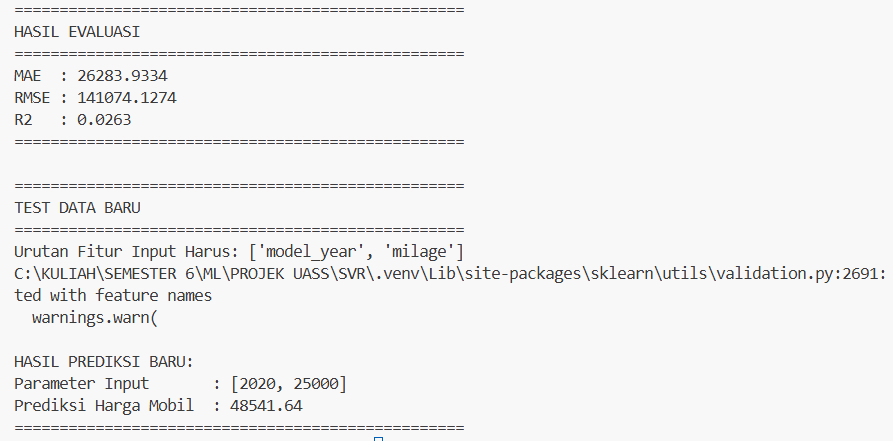 ==================================================
HASIL EVALUASI
==================================================
MAE  : 26283.9334
RMSE : 141074.1274
R2   : 0.0263
==================================================
==================================================
TEST DATA BARU
==================================================
Urutan Fitur Input Harus: ['model_year', 'milage']
C:\KULIAH\SEMESTER 6\ML\PROJEK UASS\SVR\.venv\Lib\site-packages\sklearn\utils\validation.py:2691:
ted with feature names
  warnings.warn(
HASIL PREDIKSI BARU:
Parameter Input       : [2020, 25000]
Prediksi Harga Mobil  : 48541.64
==================================================